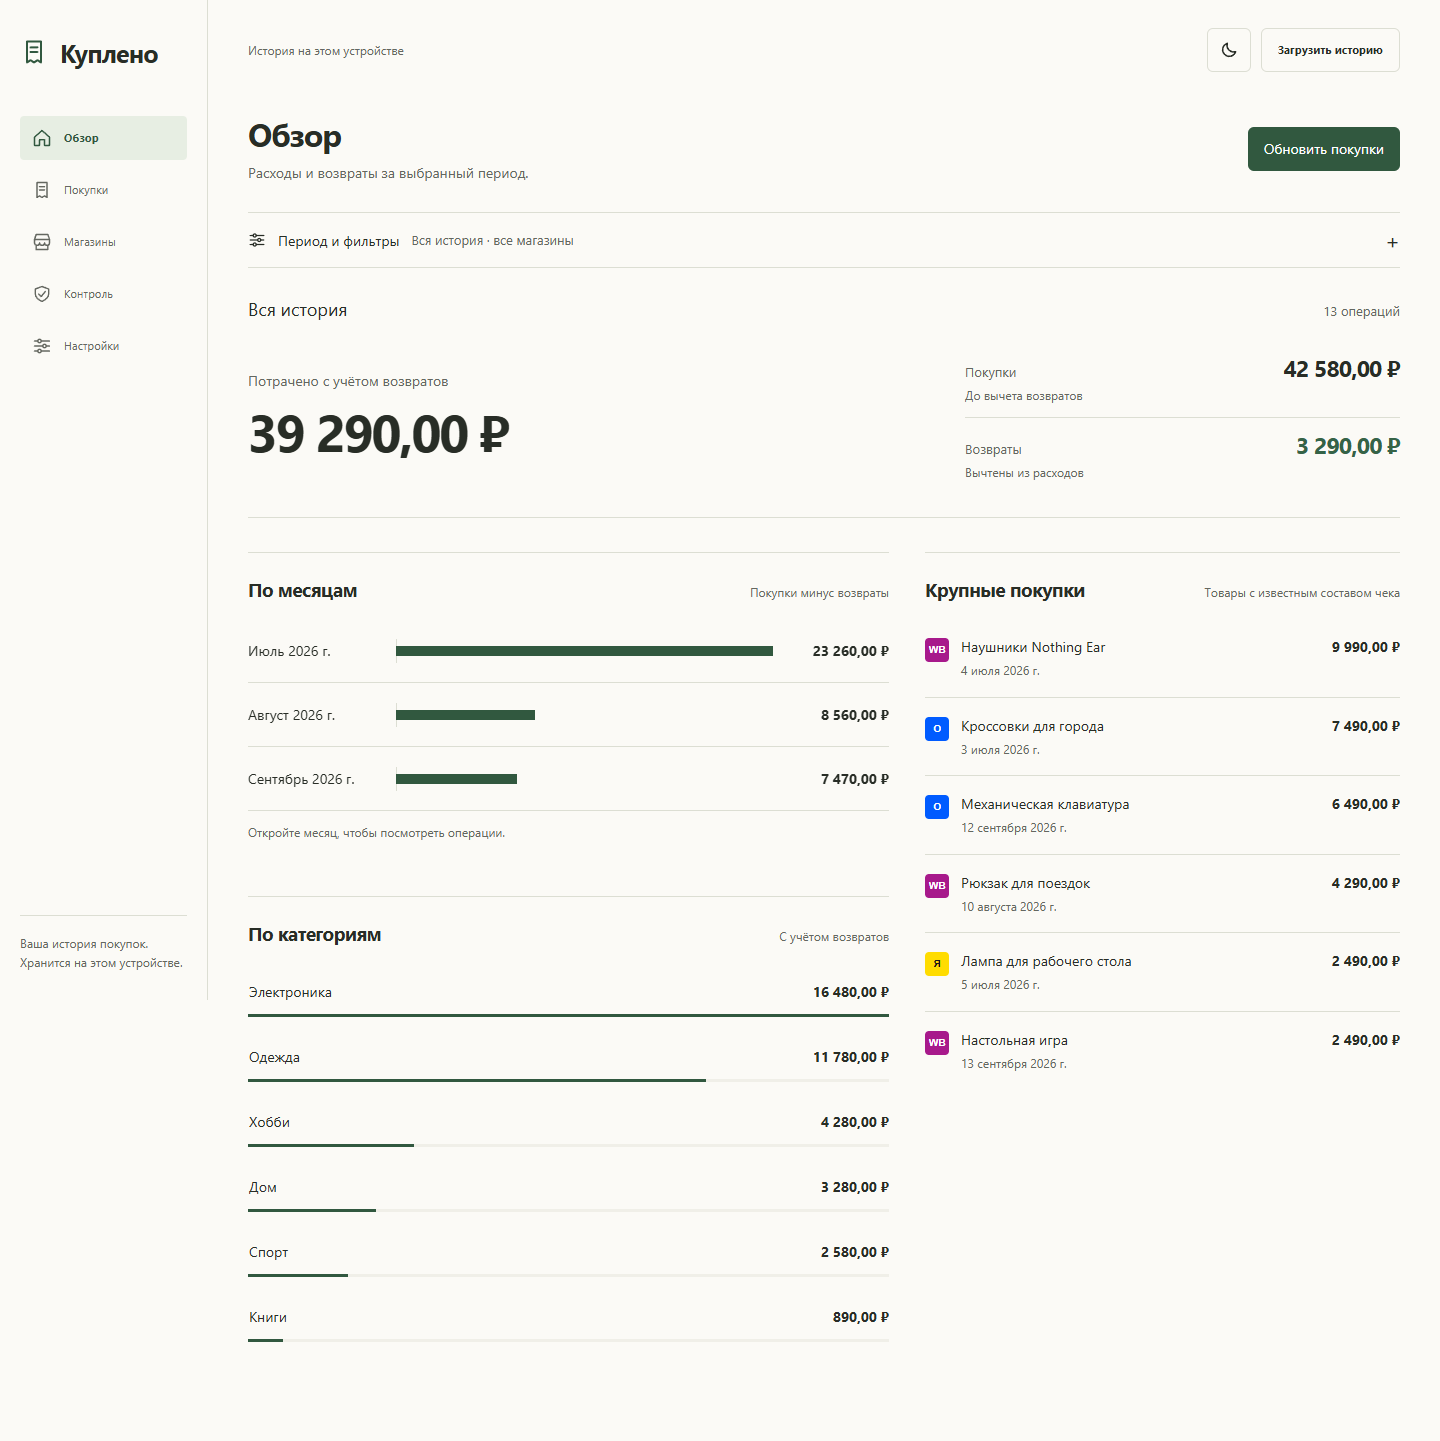 Куплено
Обзор
Покупки
Магазины
Контроль
Настройки
Ваша история покупок.
Хранится на этом устройстве.
История на этом устройстве
Загрузить историю
Обзор
Расходы и возвраты за выбранный период.
Обновить покупки
Период и фильтры Вся история · все магазины +
Вся история
13 операций
Потрачено с учётом возвратов
39 290,00 ₽
Покупки 42 580,00 ₽
До вычета возвратов
Возвраты 3 290,00 ₽
Вычтены из расходов
По месяцам Покупки минус возвраты
Июль 2026 г. 23 260,00 ₽
Август 2026 г. 8 560,00 ₽
Сентябрь 2026 г. 7 470,00 ₽
Откройте месяц, чтобы посмотреть операции.
По категориям С учётом возвратов
Электроника 16 480,00 ₽
Одежда 11 780,00 ₽
Хобби 4 280,00 ₽
Дом 3 280,00 ₽
Спорт 2 580,00 ₽
Книги 890,00 ₽
Крупные покупки Товары с известным составом чека
WB Наушники Nothing Ear 9 990,00 ₽
4 июля 2026 г.
O Кроссовки для города 7 490,00 ₽
3 июля 2026 г.
O Механическая клавиатура 6 490,00 ₽
12 сентября 2026 г.
WB Рюкзак для поездок 4 290,00 ₽
10 августа 2026 г.
Я Лампа для рабочего стола 2 490,00 ₽
5 июля 2026 г.
WB Настольная игра 2 490,00 ₽
13 сентября 2026 г.